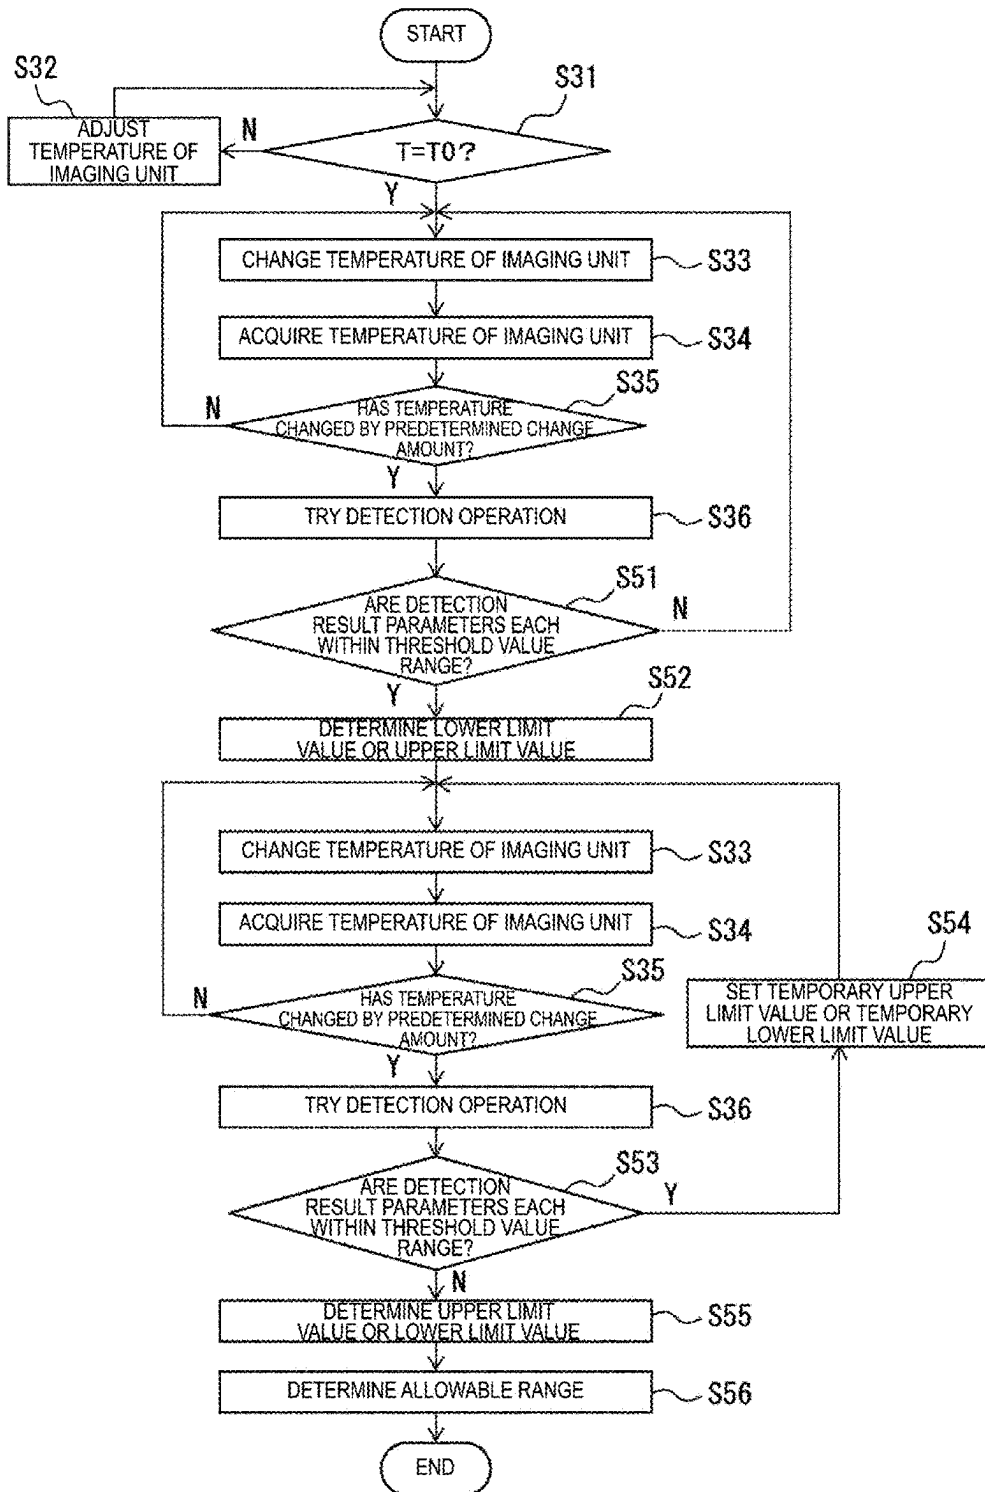 START
S32
S31
ADJUST
TEMPERATURE OF
IMAGING UNIT
N
T=T0?
Y
CHANGE TEMPERATURE OF IMAGING UNIT
S33
ACQUIRE TEMPERATURE OF IMAGING UNIT
S34
S35
N
HAS TEMPERATURE
CHANGED BY PREDETERMINED CHANGE
AMOUNT?
Y
TRY DETECTION OPERATION
S36
S51
ARE DETECTION
RESULT PARAMETERS EACH
WITHIN THRESHOLD VALUE
RANGE?
N
Y
S52
DETERMINE LOWER LIMIT
VALUE OR UPPER LIMIT VALUE
CHANGE TEMPERATURE OF IMAGING UNIT
S33
ACQUIRE TEMPERATURE OF IMAGING UNIT
S34
S54
S35
N
HAS TEMPERATURE
CHANGED BY PREDETERMINED CHANGE
AMOUNT?
SET TEMPORARY UPPER
LIMIT VALUE OR TEMPORARY
LOWER LIMIT VALUE
Y
TRY DETECTION OPERATION
S36
S53
ARE DETECTION
RESULT PARAMETERS EACH
WITHIN THRESHOLD VALUE
RANGE?
Y
N
DETERMINE UPPER LIMIT
VALUE OR LOWER LIMIT VALUE
S55
DETERMINE ALLOWABLE RANGE
S56
END